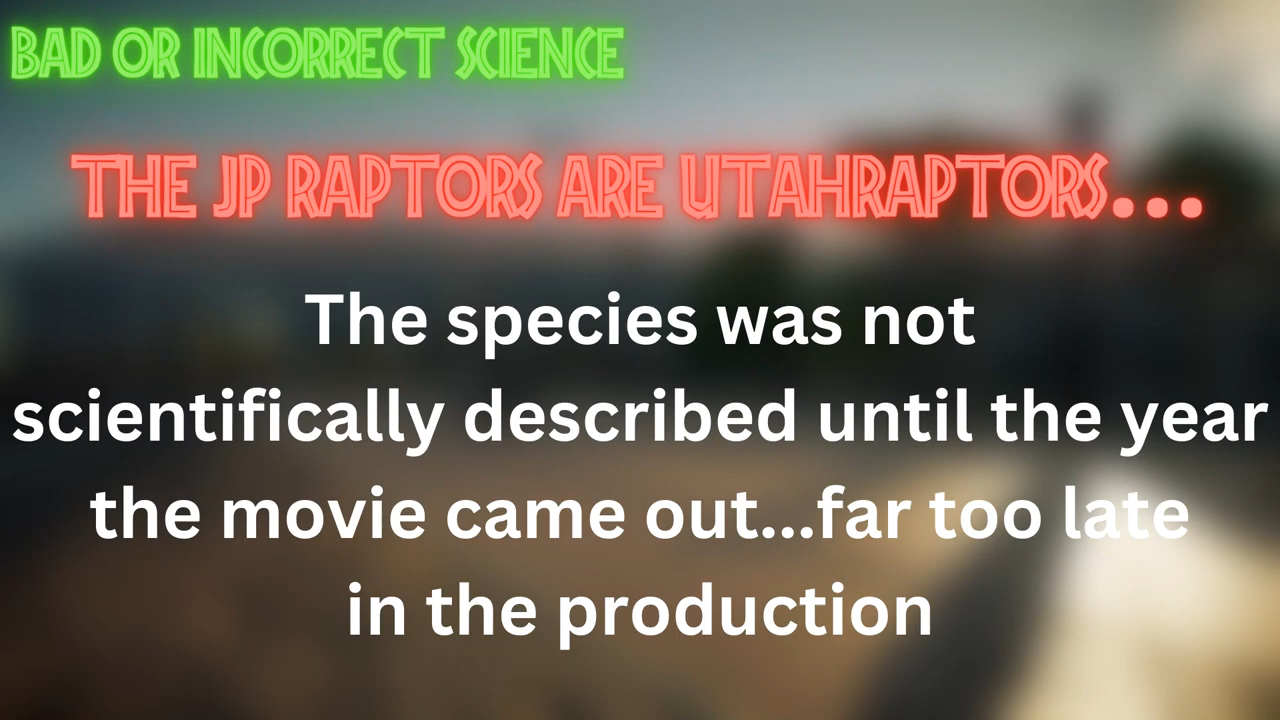 BAD OR INCORRECT SCIENCE
THE JP RAPTORS ARE UTAHRAPTORS...
The species was not
scientifically described until the year
the movie came out...far too late
in the production